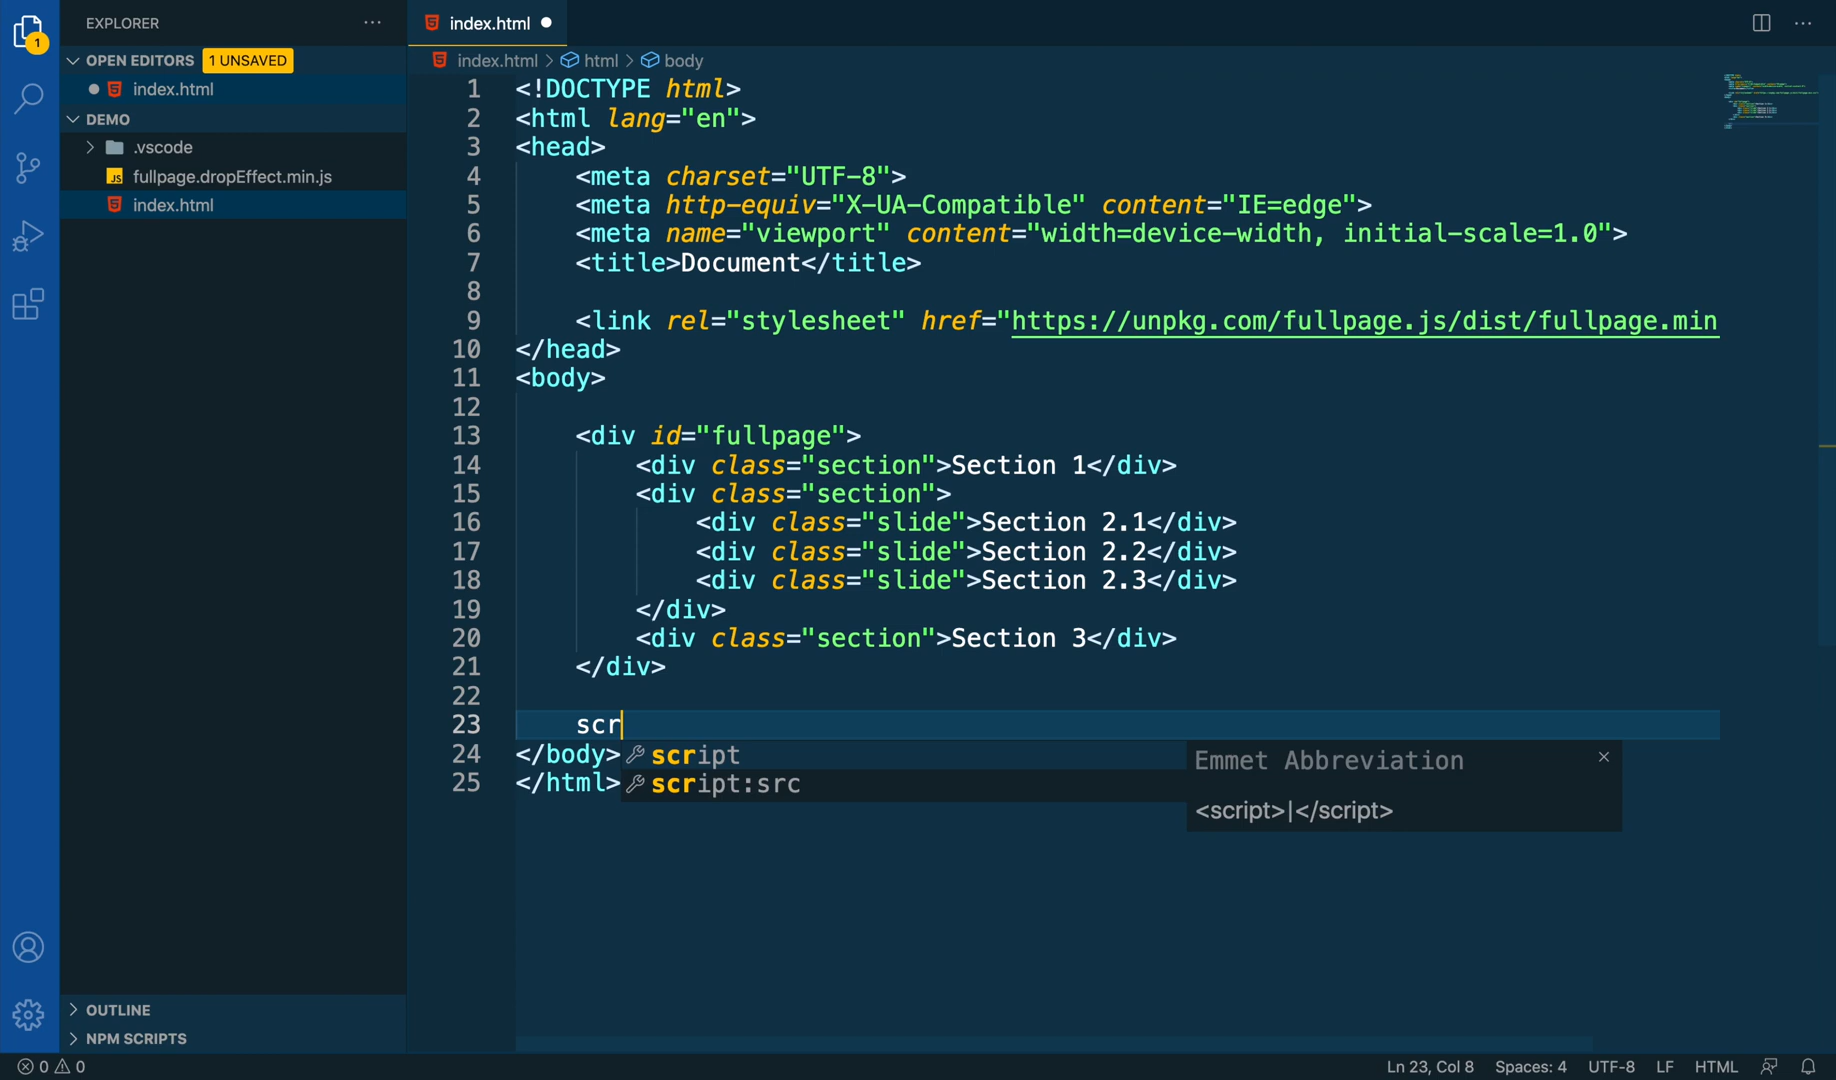 EXPLORER
index.html
1
OPEN EDITORS 1 UNSAVED
index.html > html > body
index.html
DEMO
.vscode
JS fullpage.dropEffect.min.js
index.html
1 <!DOCTYPE html>
2 <html lang="en">
3 <head>
4 <meta charset="UTF-8">
5 <meta http-equiv="X-UA-Compatible" content="IE=edge">
6 <meta name="viewport" content="width=device-width, initial-scale=1.0">
7 <title>Document</title>
8
9 <link rel="stylesheet" href="https://unpkg.com/fullpage.js/dist/fullpage.min
10 </head>
11 <body>
12
13 <div id="fullpage">
14 <div class="section">Section 1</div>
15 <div class="section">
16 <div class="slide">Section 2.1</div>
17 <div class="slide">Section 2.2</div>
18 <div class="slide">Section 2.3</div>
19 </div>
20 <div class="section">Section 3</div>
21 </div>
22
23 scr
24 </body>
25 </html>
script
script:src
Emmet Abbreviation
<script>|</script>
OUTLINE
NPM SCRIPTS
0 0
Ln 23, Col 8 Spaces: 4 UTF-8 LF HTML